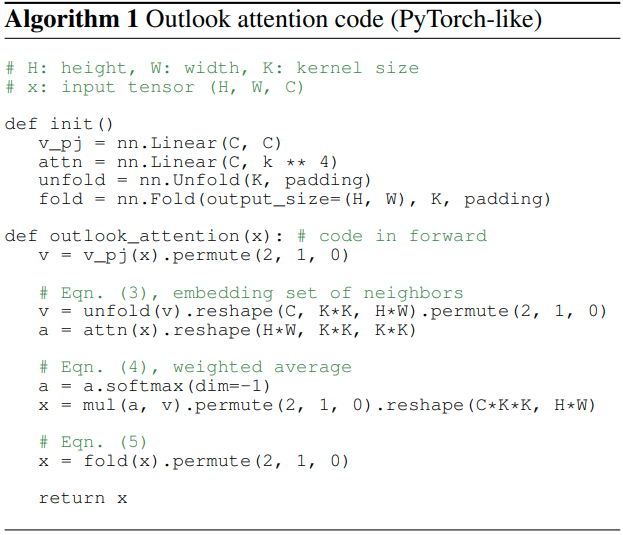 Algorithm 1 Outlook attention code (PyTorch-like)
# H: height, W: width, K: kernel size
# x: input tensor (H, W, C)
def init()
v_pj = nn.Linear(C, C)
attn = nn.Linear(C, k ** 4)
unfold = nn.Unfold(K, padding)
fold = nn.Fold(output_size=(H, W), K, padding)
def outlook_attention(x): # code in forward
v = v_pj(x).permute(2, 1, 0)
# Eqn. (3), embedding set of neighbors
v = unfold(v).reshape(C, K*K, H*W).permute(2, 1, 0)
a = attn(x).reshape(H*W, K*K, K*K)
# Eqn. (4), weighted average
a = a.softmax(dim=-1)
x = mul(a, v).permute(2, 1, 0).reshape(C*K*K, H*W)
# Eqn. (5)
x = fold(x).permute(2, 1, 0)
return x